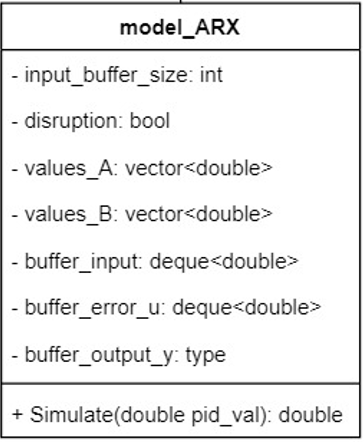 model_ARX
- input_buffer_size: int
- disruption: bool
- values_A: vector<double>
- values_B: vector<double>
- buffer_input: deque<double>
- buffer_error_u: deque<double>
- buffer_output_y: type
+ Simulate(double pid_val): double